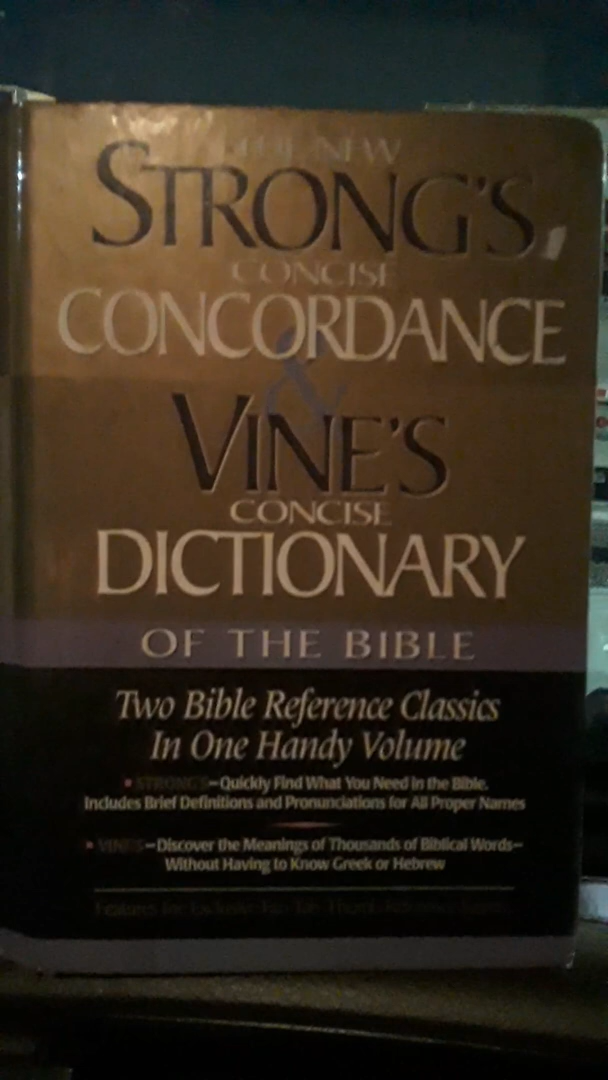 THE NEW
STRONG'S
CONCISE
CONCORDANCE
&
VINE'S
CONCISE
DICTIONARY
OF THE BIBLE
Two Bible Reference Classics
In One Handy Volume
▪ STRONG'S—Quickly Find What You Need in the Bible.
Includes Brief Definitions and Pronunciations for All Proper Names
▪ VINE'S—Discover the Meanings of Thousands of Biblical Words—
Without Having to Know Greek or Hebrew